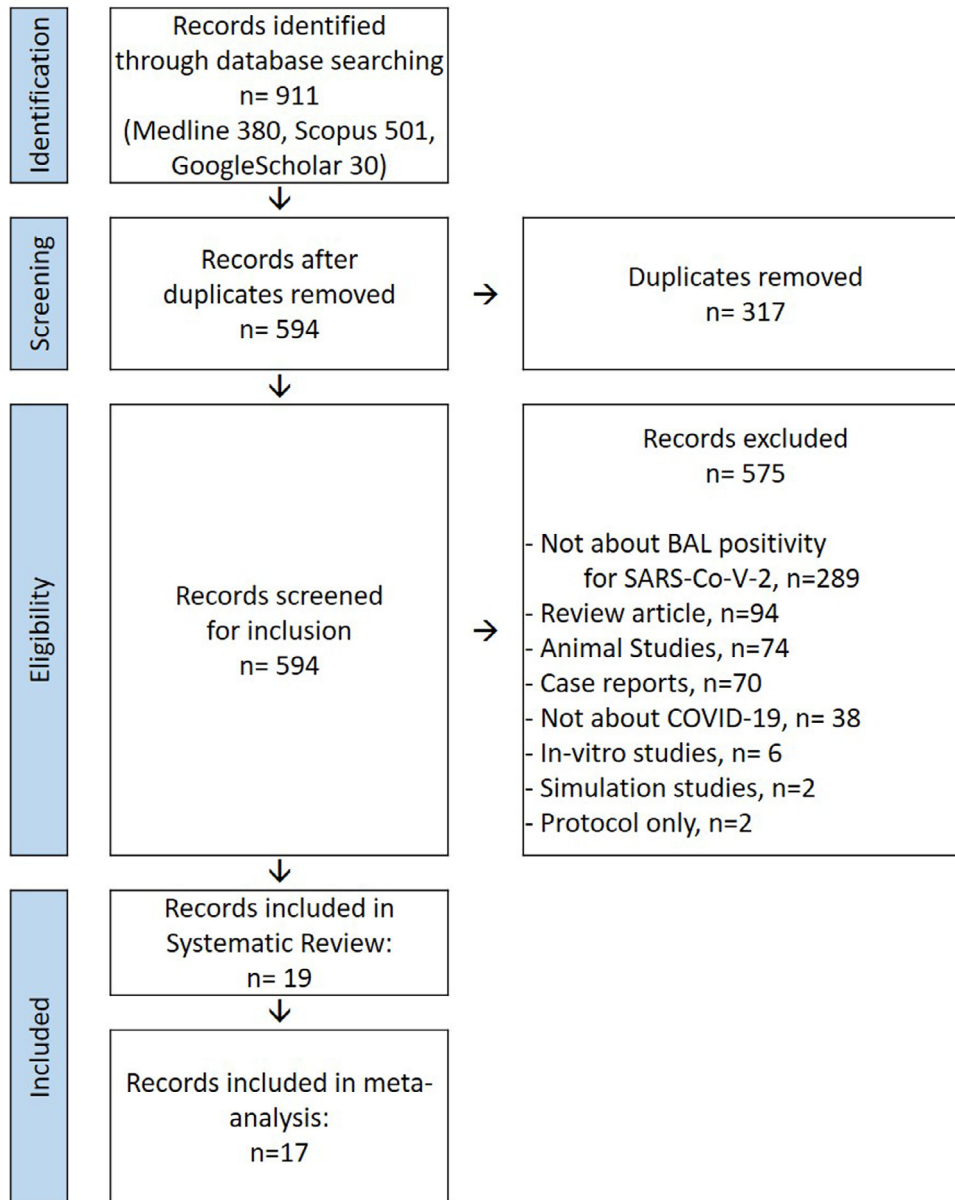 Identification
Records identified
through database searching
n= 911
(Medline 380, Scopus 501,
GoogleScholar 30)
↓
Screening
Records after
duplicates removed
n= 594
→
Duplicates removed
n= 317
↓
Eligibility
Records screened
for inclusion
n= 594
→
Records excluded
n= 575
- Not about BAL positivity
for SARS-Co-V-2, n=289
- Review article, n=94
- Animal Studies, n=74
- Case reports, n=70
- Not about COVID-19, n= 38
- In-vitro studies, n= 6
- Simulation studies, n=2
- Protocol only, n=2
↓
Included
Records included in
Systematic Review:
n= 19
↓
Records included in meta-
analysis:
n=17